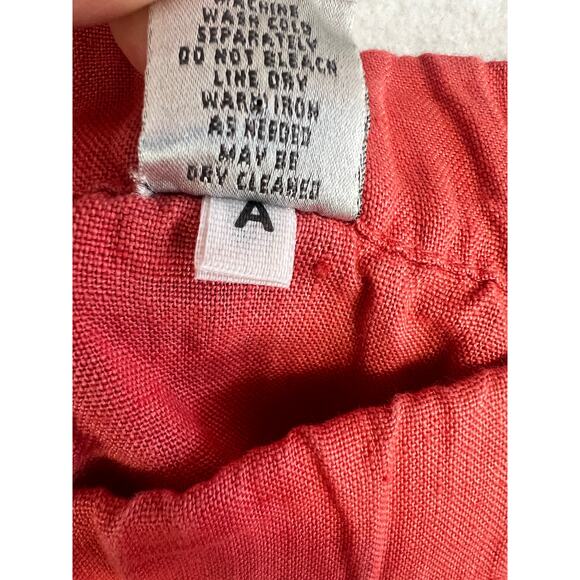 MACHINE
WASH COLD
SEPARATELY
DO NOT BLEACH
LINE DRY
WARM IRON
AS NEEDED
MAY BE
DRY CLEANED
A